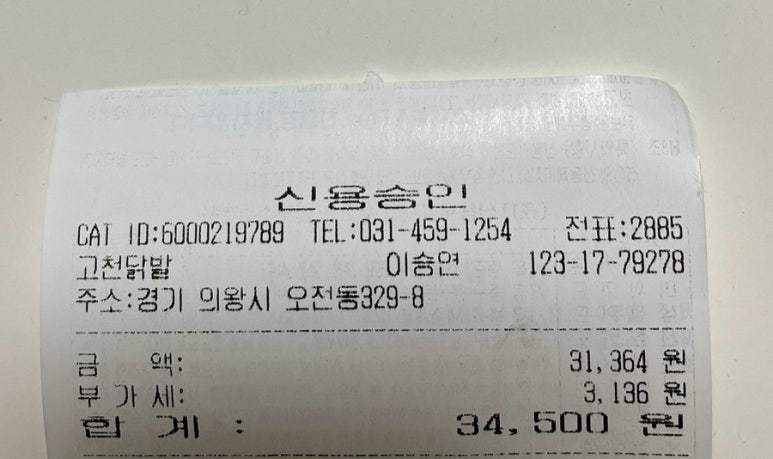 신용승인
CAT ID:6000219789 TEL:031-459-1254 전표:2885
고천닭발 이승연 123-17-79278
주소:경기 의왕시 오전동329-8
금 액: 31,364 원
부 가 세: 3,136 원
합 계 : 34,500 원